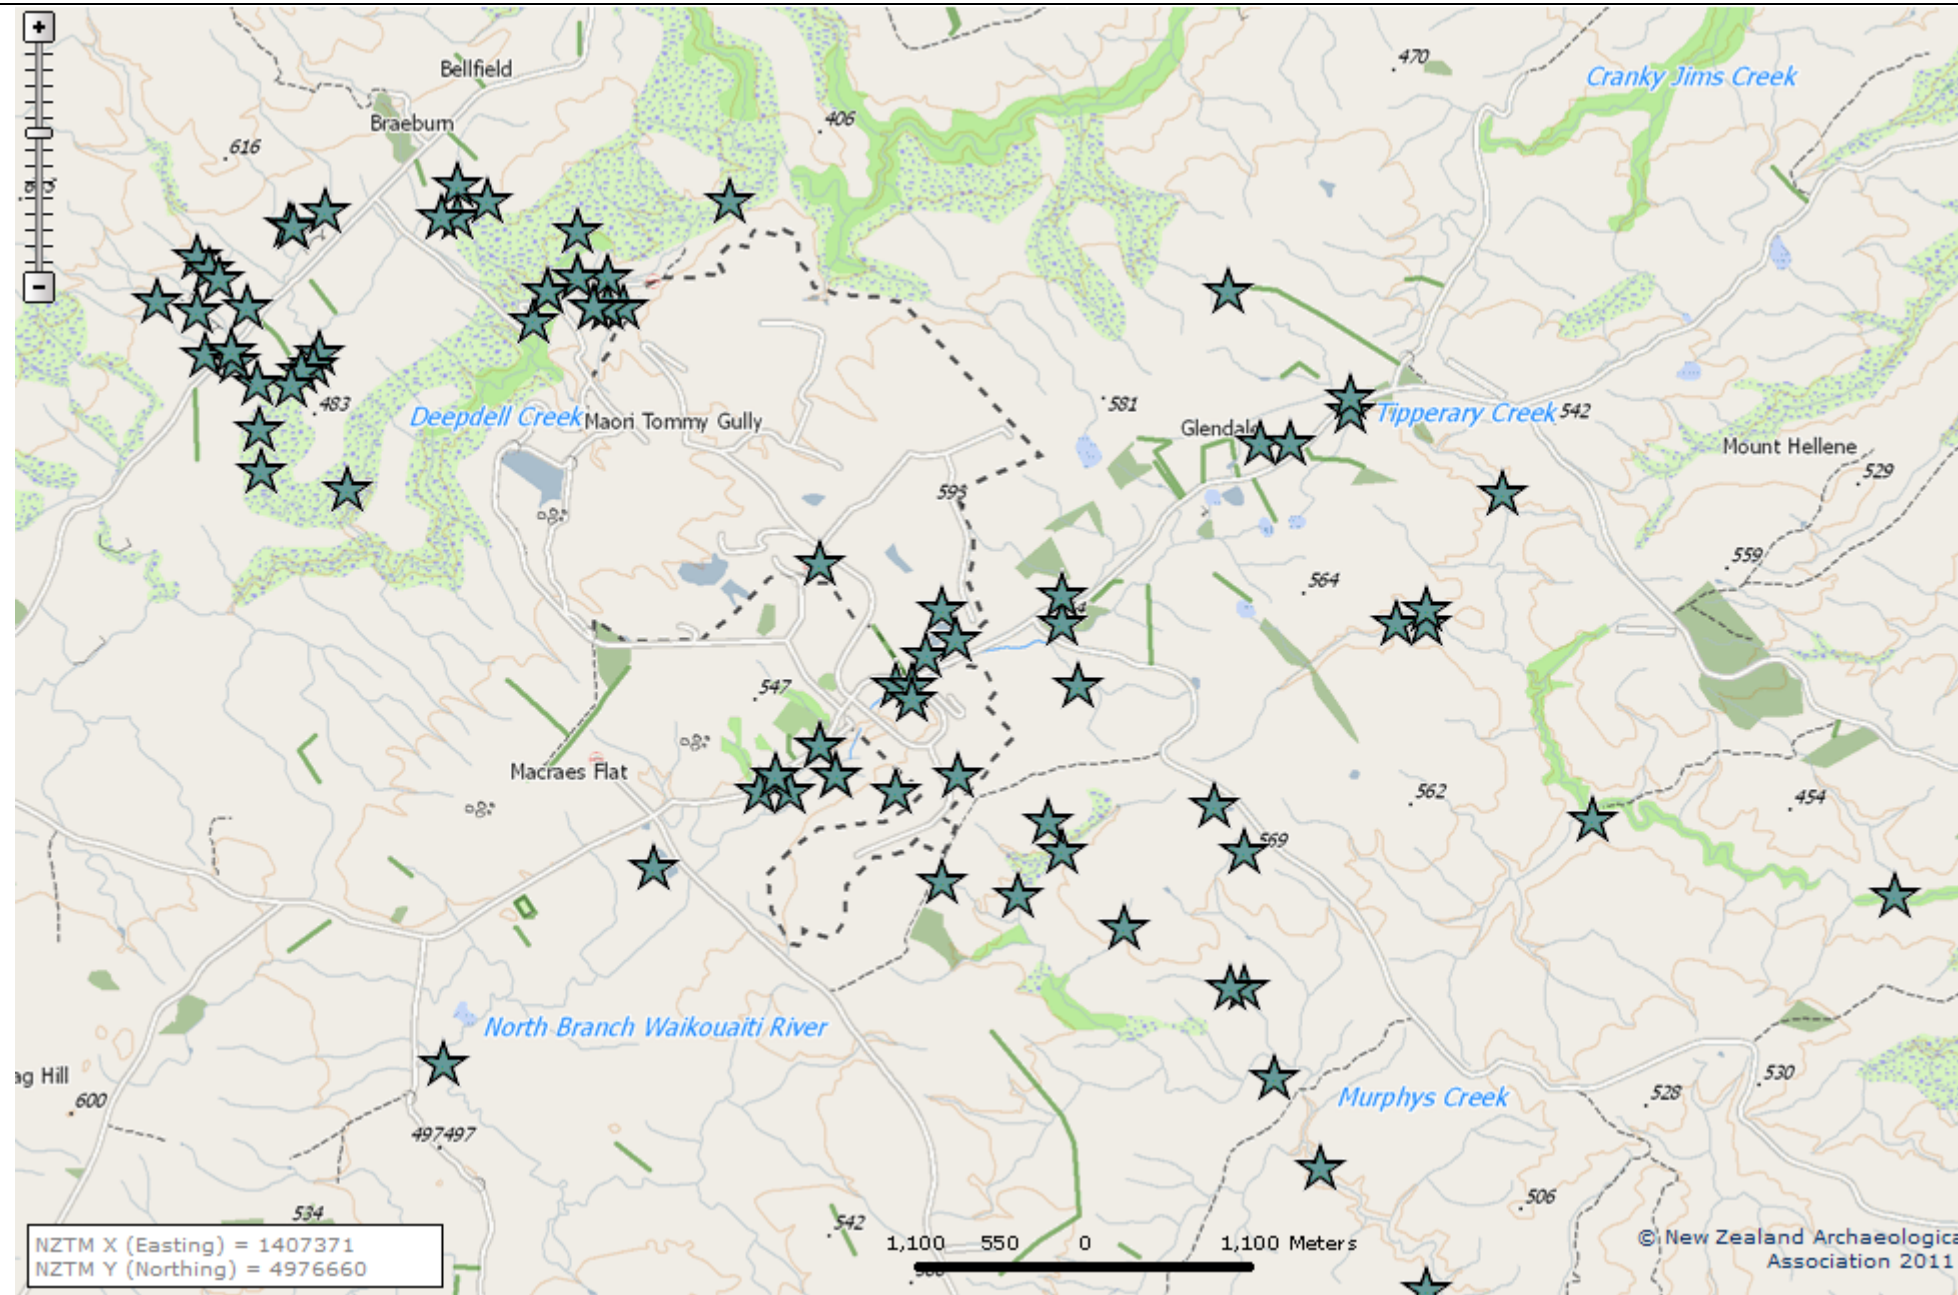 +
Bellfield
470
Cranky Jims Creek
Braeburn
406
616
-
581
483
Deepdell Creek
Maori Tommy Gully
Glendale
Tipperary Creek
542
Mount Hellene
529
593
559
564
547
Macraes Flat
562
454
569
North Branch Waikouaiti River
ag Hill
600
530
528
Murphys Creek
497497
506
534
542
NZTM X (Easting) = 1407371
NZTM Y (Northing) = 4976660
1,100 550 0 1,100 Meters
© New Zealand Archaeologica
Association 2011